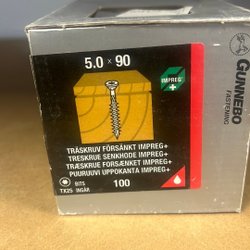 5.0 × 90
IMPREG+
GUNNEBO
FASTENING
TRÄSKRUV FÖRSÄNKT IMPREG+
TRESKRUE SENKHODE IMPREG+
TRÆSKRUE FORSÆNKET IMPREG+
PUURUUVI UPPOKANTA IMPREG+
BITS
TX25 INGÅR
100